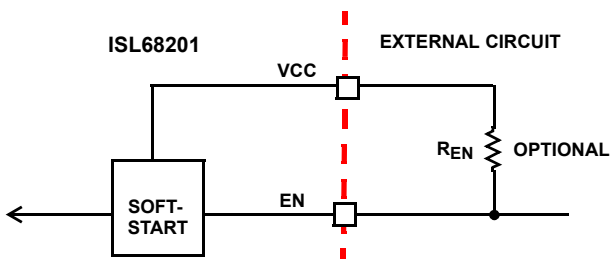 ISL68201
EXTERNAL CIRCUIT
VCC
REN
OPTIONAL
EN
SOFT-
START